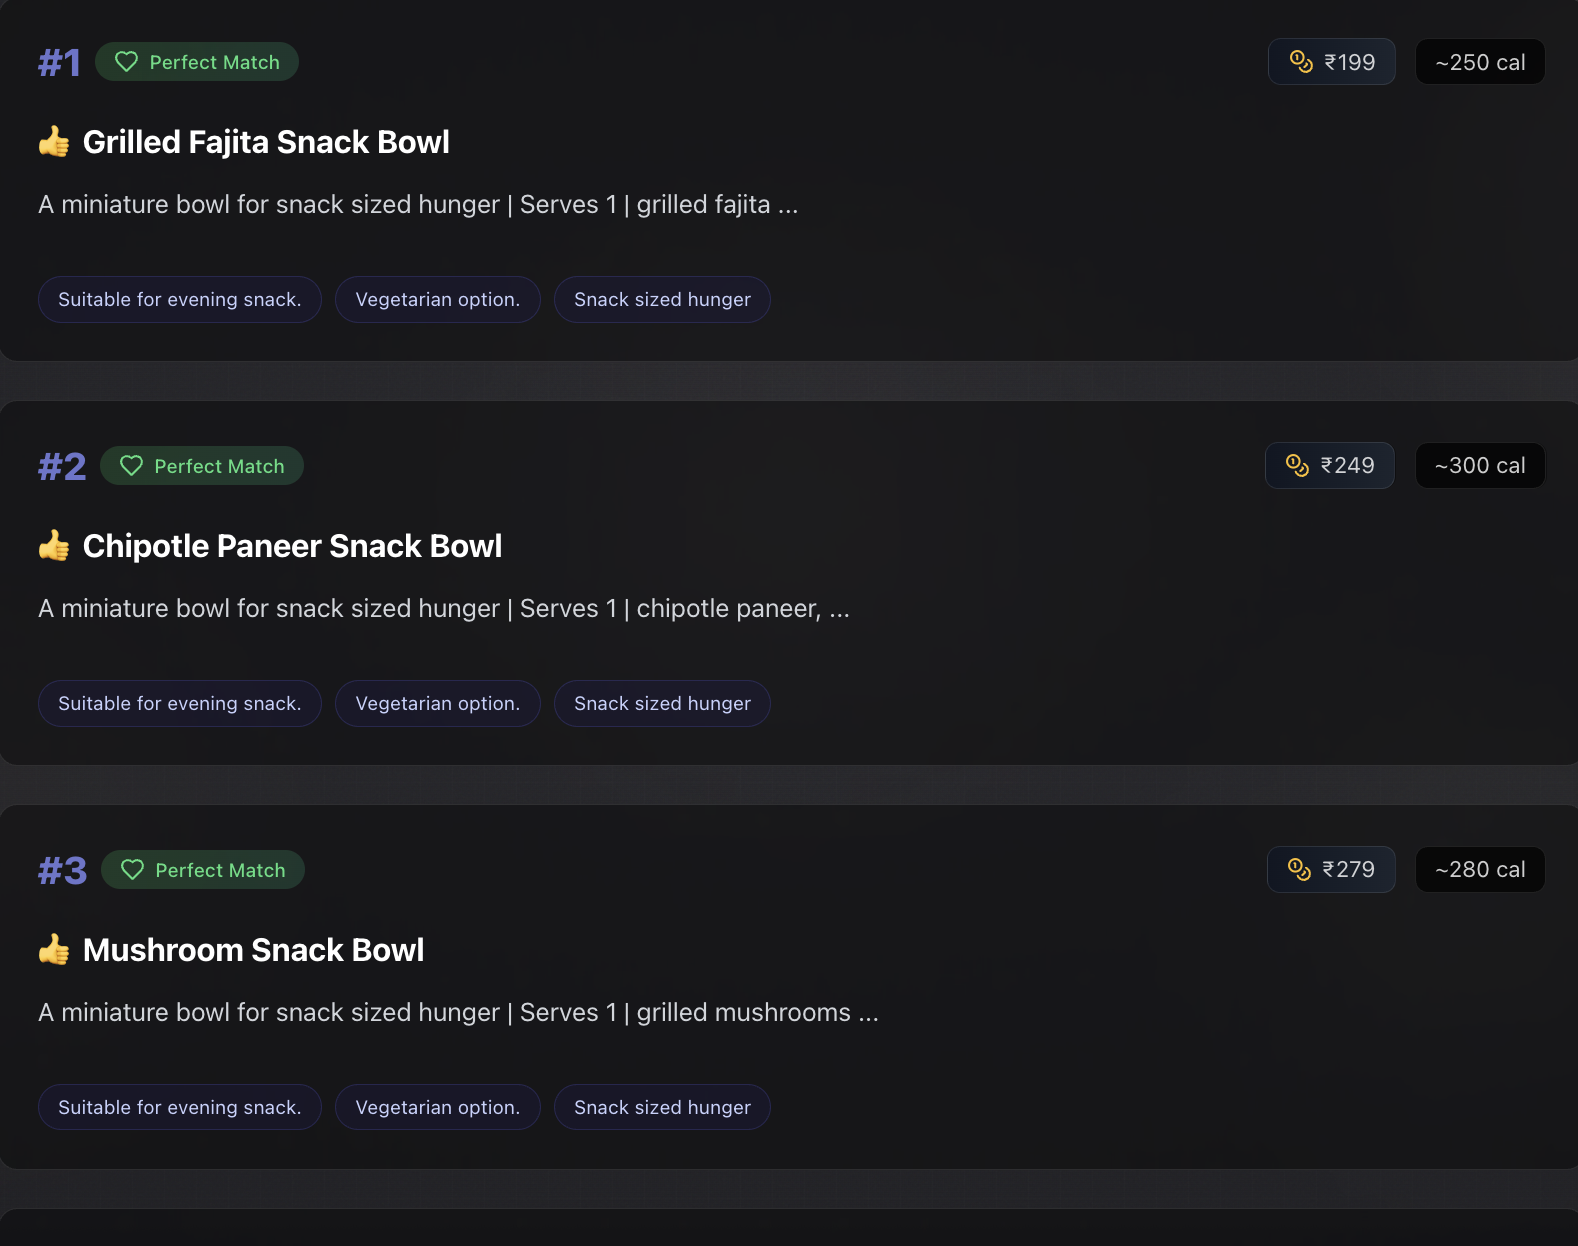 #1 Perfect Match ₹199 ~250 cal
👍 Grilled Fajita Snack Bowl
A miniature bowl for snack sized hunger | Serves 1 | grilled fajita ...
Suitable for evening snack. Vegetarian option. Snack sized hunger
#2 Perfect Match ₹249 ~300 cal
👍 Chipotle Paneer Snack Bowl
A miniature bowl for snack sized hunger | Serves 1 | chipotle paneer, ...
Suitable for evening snack. Vegetarian option. Snack sized hunger
#3 Perfect Match ₹279 ~280 cal
👍 Mushroom Snack Bowl
A miniature bowl for snack sized hunger | Serves 1 | grilled mushrooms ...
Suitable for evening snack. Vegetarian option. Snack sized hunger